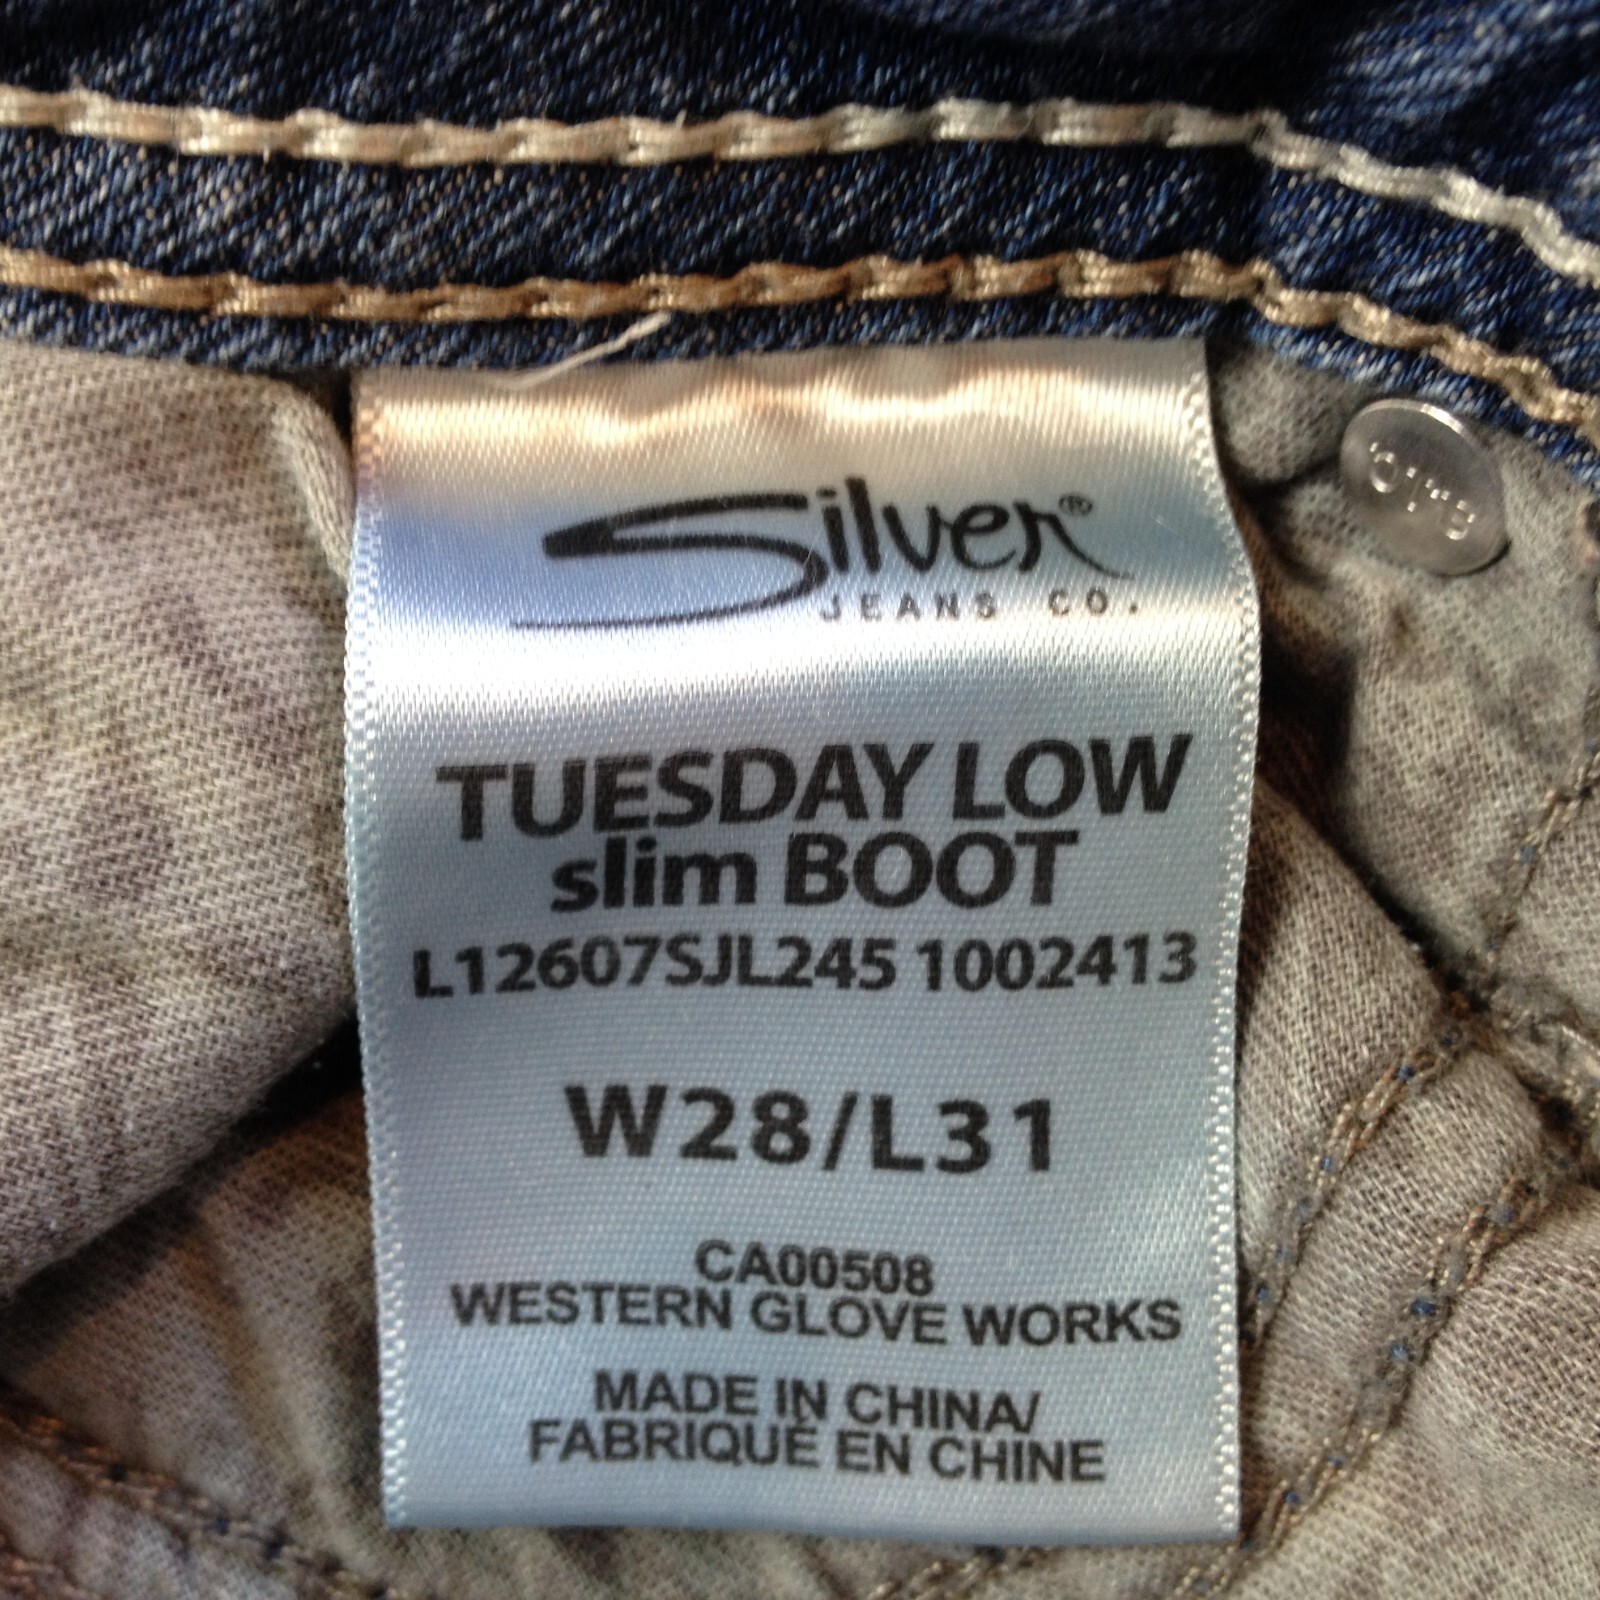 Silver®
JEANS CO.
TUESDAY LOW
slim BOOT
L12607SJL245 1002413
W28/L31
CA00508
WESTERN GLOVE WORKS
MADE IN CHINA/
FABRIQUÉ EN CHINE